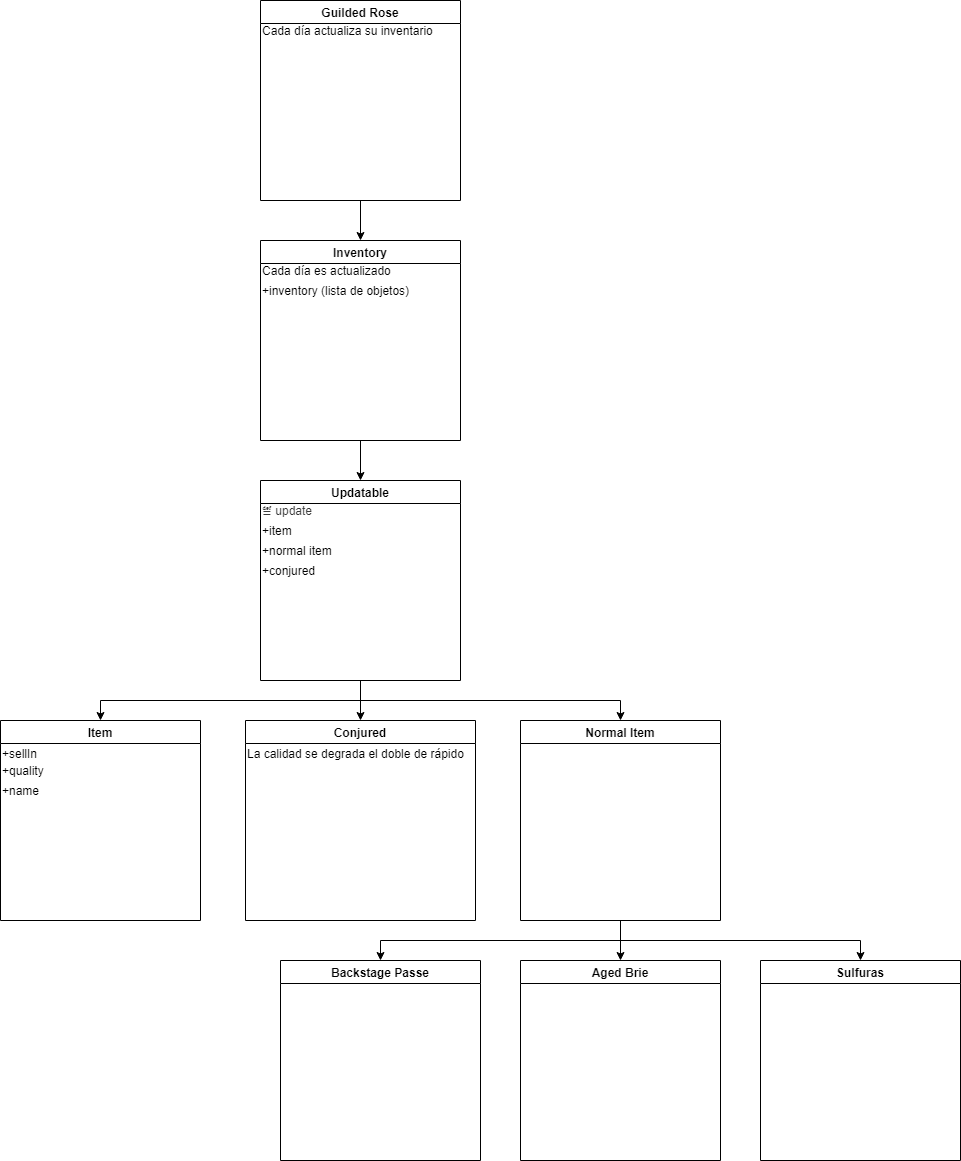 Guilded Rose
Cada día actualiza su inventario
Inventory
Cada día es actualizado
+inventory (lista de objetos)
Updatable
update
+item
+normal item
+conjured
Item
+sellIn
+quality
+name
Conjured
La calidad se degrada el doble de rápido
Normal Item
Backstage Passe
Aged Brie
Sulfuras